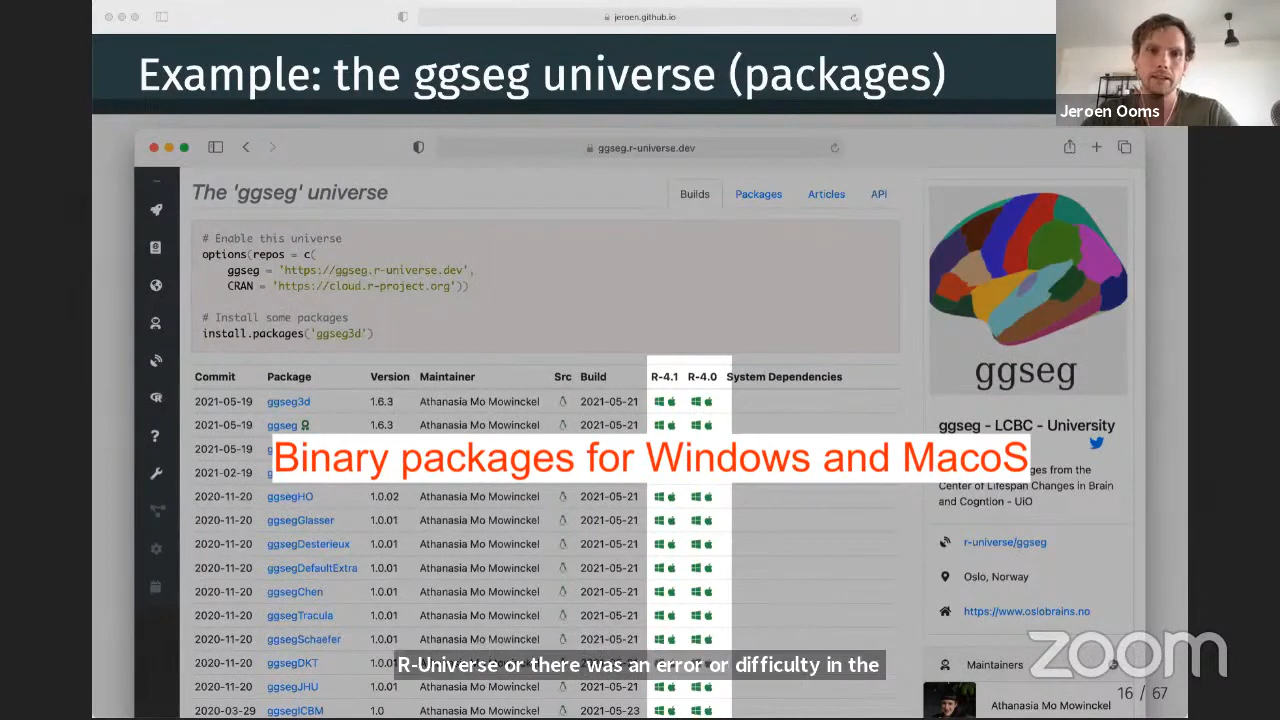 jeroen.github.io
Example: the ggseg universe (packages)
Jeroen Ooms
ggseg.r-universe.dev
The 'ggseg' universe
Builds Packages Articles API
# Enable this universe
options(repos = c(
ggseg = 'https://ggseg.r-universe.dev',
CRAN = 'https://cloud.r-project.org'))
# Install some packages
install.packages('ggseg3d')
Commit Package Version Maintainer Src Build R-4.1 R-4.0 System Dependencies
2021-05-19 ggseg3d 1.6.3 Athanasia Mo Mowinckel 2021-05-21
2021-05-19 ggseg 1.6.3 Athanasia Mo Mowinckel 2021-05-21
2021-05-19
Binary packages for Windows and MacoS
2021-02-19
2020-11-20 ggsegHO 1.0.02 Athanasia Mo Mowinckel 2021-05-21
2020-11-20 ggsegGlasser 1.0.01 Athanasia Mo Mowinckel 2021-05-21
2020-11-20 ggsegDesterieux 1.0.01 Athanasia Mo Mowinckel 2021-05-21
2020-11-20 ggsegDefaultExtra 1.0.01 Athanasia Mo Mowinckel 2021-05-21
2020-11-20 ggsegChen 1.0.01 Athanasia Mo Mowinckel 2021-05-21
2020-11-20 ggsegTracula 1.0.01 Athanasia Mo Mowinckel 2021-05-21
2020-11-20 ggsegSchaefer 1.0.01 Athanasia Mo Mowinckel 2021-05-21
2020-11-20 ggsegDKT
R-Universe or there was an error or difficulty in the
2020-11-20 ggsegJHU 1.0.01 Athanasia Mo Mowinckel 2021-05-21
2020-03-29 ggsegICBM 1.0 Athanasia Mo Mowinckel 2021-05-23
ggseg
ggseg - LCBC - University
from the
Center of Lifespan Changes in Brain
and Cogntion - UiO
r-universe/ggseg
Oslo, Norway
https://www.oslobrains.no
Maintainers
zoom
16 / 67
Athanasia Mo Mowinckel